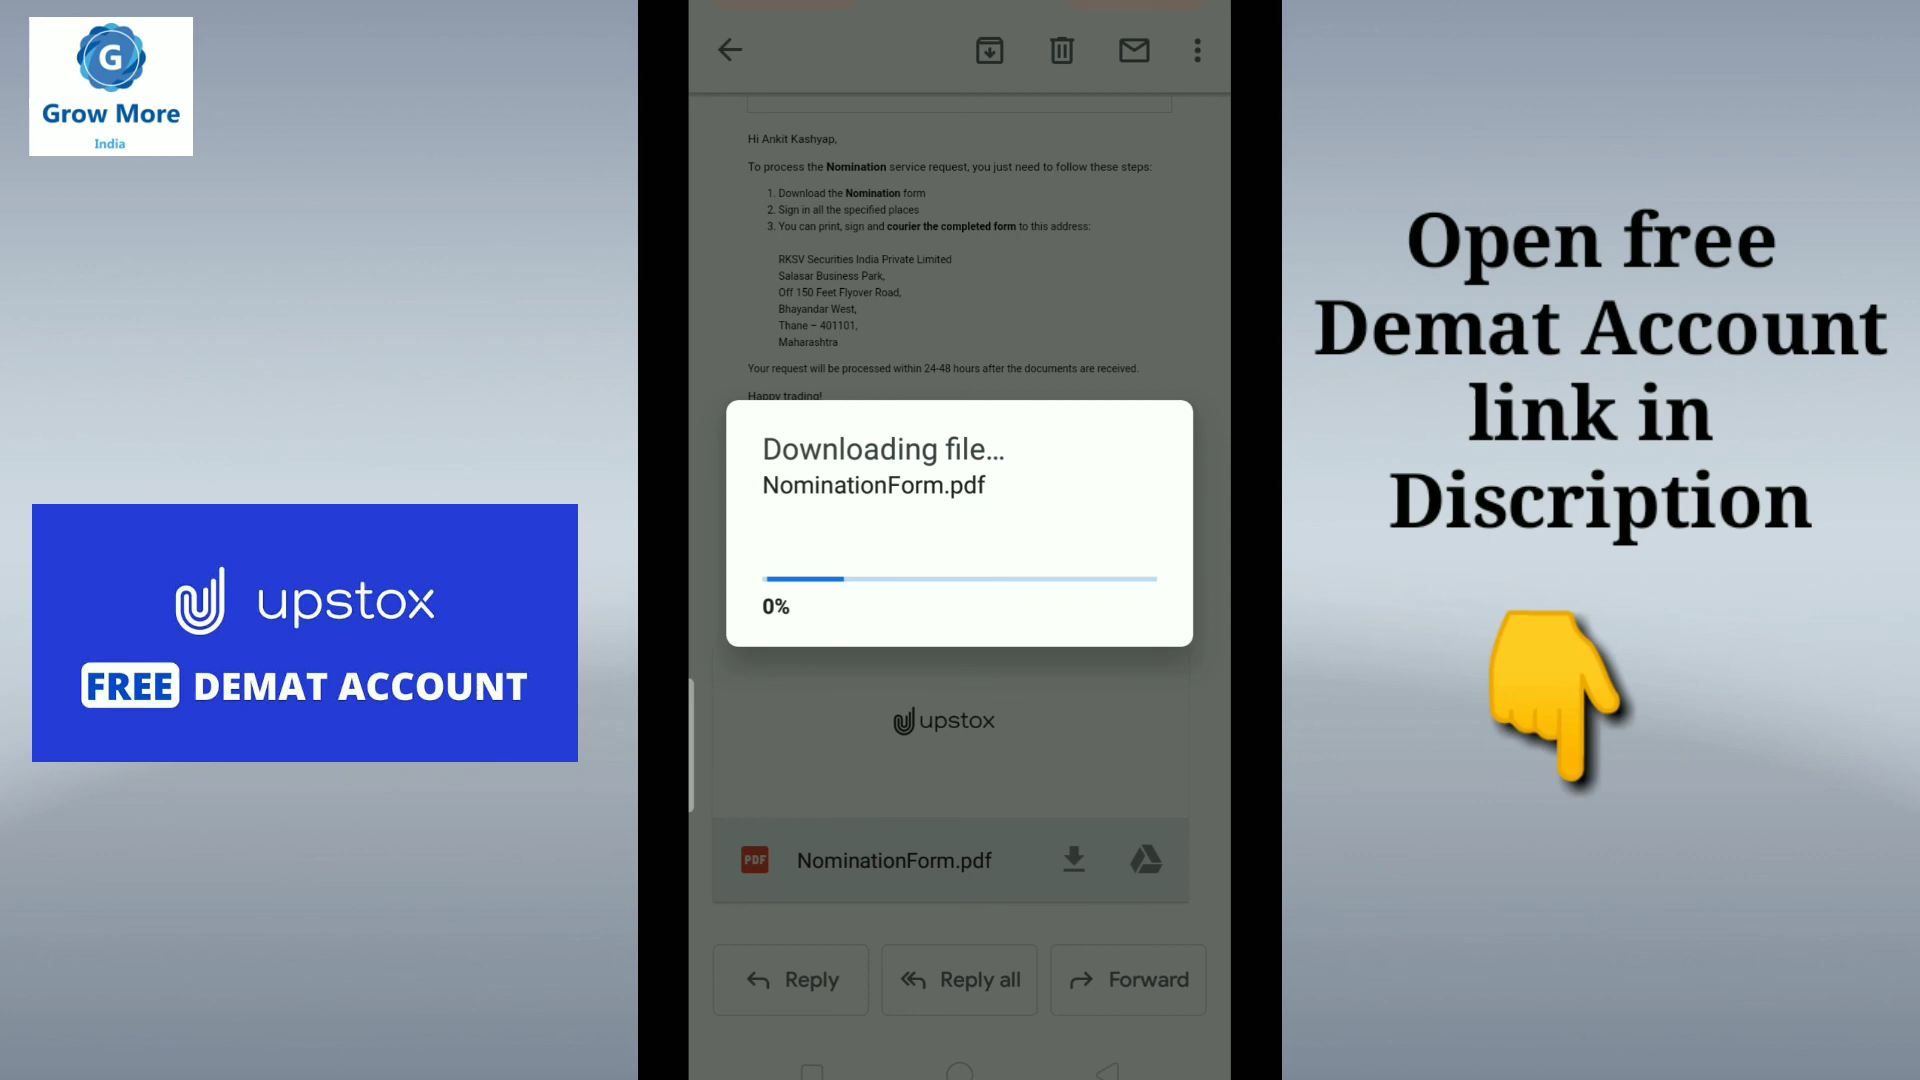 G
Grow More
India
upstox
FREE DEMAT ACCOUNT
Hi Ankit Kashyap,
To process the Nomination service request, you just need to follow these steps:
1. Download the Nomination form
2. Sign in all the specified places
3. You can print, sign and courier the completed form to this address:
RKSV Securities India Private Limited
Salasar Business Park,
Off 150 Feet Flyover Road,
Bhayandar West,
Thane – 401101,
Maharashtra
Your request will be processed within 24-48 hours after the documents are received.
Happy trading!
Downloading file...
NominationForm.pdf
0%
upstox
PDF NominationForm.pdf
Reply Reply all Forward
Open free
Demat Account
link in
Discription